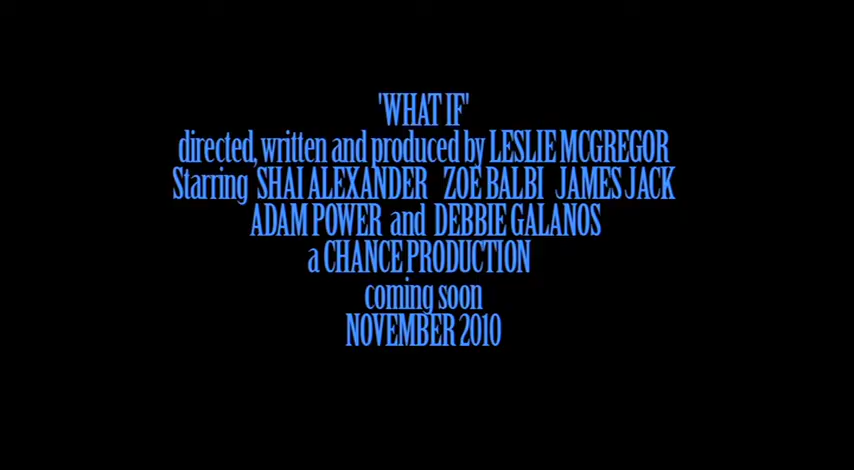 'WHAT IF'
directed, written and produced by LESLIE MCGREGOR
Starring SHAI ALEXANDER ZOË BALBI JAMES JACK
ADAM POWER and DEBBIE GALANOS
a CHANCE PRODUCTION
coming soon
NOVEMBER 2010